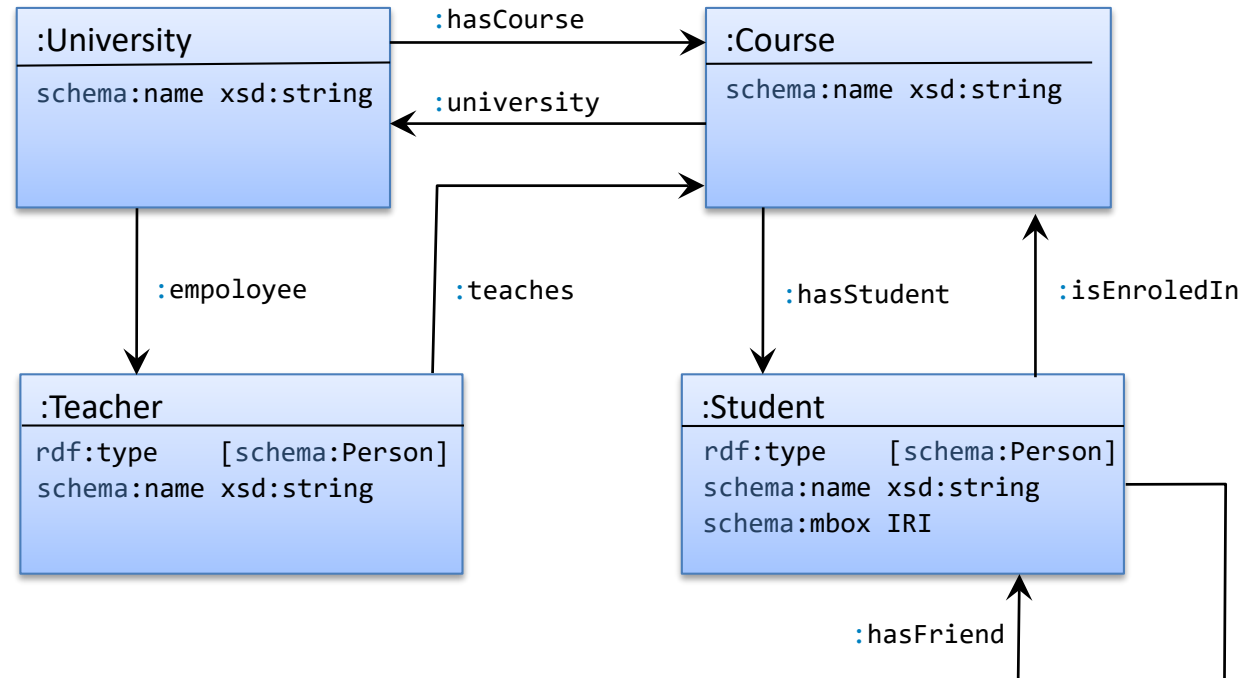 :hasCourse
:University
:Course
schema:name xsd:string
schema:name xsd:string
:university
:empoloyee
:teaches
:hasStudent
:isEnroledIn
:Teacher
rdf:type [schema:Person]
schema:name xsd:string
:Student
rdf:type [schema:Person]
schema:name xsd:string
schema:mbox IRI
:hasFriend